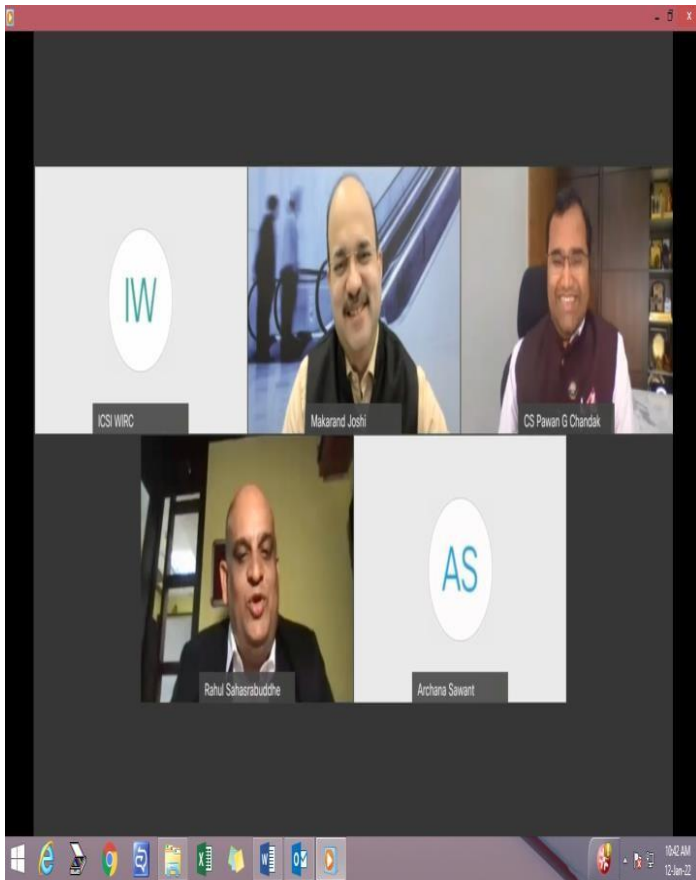 IW
ICSI WIRC
Makarand Joshi
CS Pawan G Chandak
Rahul Sahasrabuddhe
AS
Archana Sawant
10:42 AM
12-Jan-22